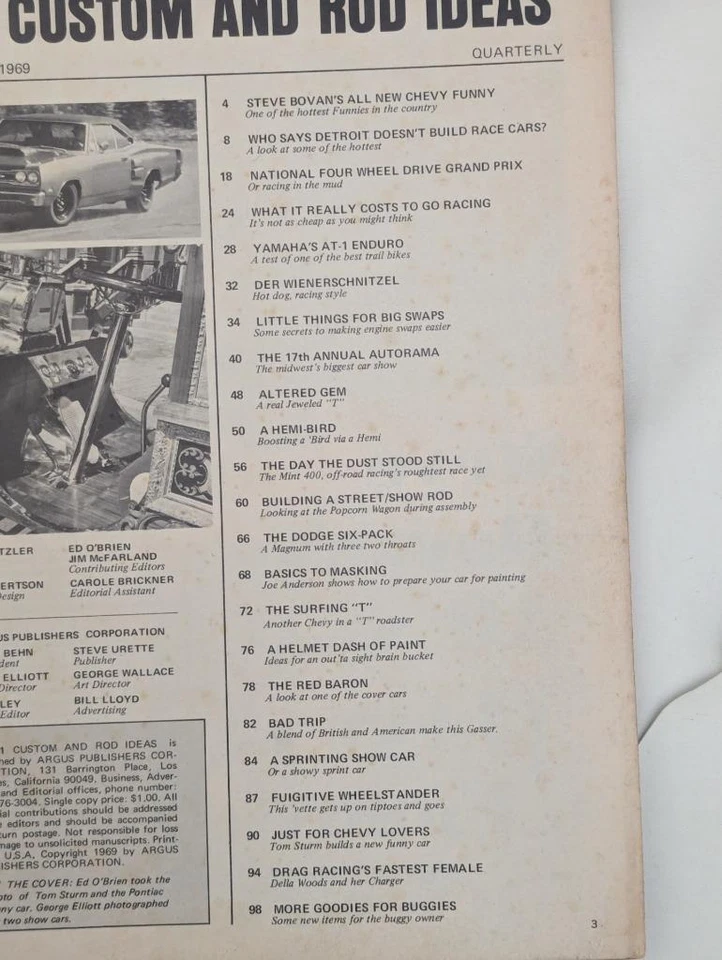 CUSTOM AND ROD IDEAS
1969
QUARTERLY
4 STEVE BOVAN'S ALL NEW CHEVY FUNNY
One of the hottest Funnies in the country
8 WHO SAYS DETROIT DOESN'T BUILD RACE CARS?
A look at some of the hottest
18 NATIONAL FOUR WHEEL DRIVE GRAND PRIX
Or racing in the mud
24 WHAT IT REALLY COSTS TO GO RACING
It's not as cheap as you might think
28 YAMAHA'S AT-1 ENDURO
A test of one of the best trail bikes
32 DER WIENERSCHNITZEL
Hot dog, racing style
34 LITTLE THINGS FOR BIG SWAPS
Some secrets to making engine swaps easier
40 THE 17th ANNUAL AUTORAMA
The midwest's biggest car show
48 ALTERED GEM
A real Jeweled "T"
50 A HEMI-BIRD
Boosting a 'Bird via a Hemi
56 THE DAY THE DUST STOOD STILL
The Mint 400, off-road racing's roughtest race yet
60 BUILDING A STREET/SHOW ROD
Looking at the Popcorn Wagon during assembly
66 THE DODGE SIX-PACK
A Magnum with three two throats
68 BASICS TO MASKING
Joe Anderson shows how to prepare your car for painting
72 THE SURFING "T"
Another Chevy in a "T" roadster
76 A HELMET DASH OF PAINT
Ideas for an out'ta sight brain bucket
78 THE RED BARON
A look at one of the cover cars
82 BAD TRIP
A blend of British and American make this Gasser.
84 A SPRINTING SHOW CAR
Or a showy sprint car
87 FUIGITIVE WHEELSTANDER
This 'vette gets up on tiptoes and goes
90 JUST FOR CHEVY LOVERS
Tom Sturm builds a new funny car
94 DRAG RACING'S FASTEST FEMALE
Della Woods and her Charger
98 MORE GOODIES FOR BUGGIES
Some new items for the buggy owner
3
TZLER
ERTSON
esign
ED O'BRIEN
JIM McFARLAND
Contributing Editors
CAROLE BRICKNER
Editorial Assistant
US PUBLISHERS CORPORATION
BEHN
dent
ELLIOTT
Director
LEY
Editor
STEVE URETTE
Publisher
GEORGE WALLACE
Art Director
BILL LLOYD
Advertising
1 CUSTOM AND ROD IDEAS is
hed by ARGUS PUBLISHERS COR-
TION, 131 Barrington Place, Los
es, California 90049. Business, Adver-
and Editorial offices, phone number:
76-3004. Single copy price: $1.00. All
ial contributions should be addressed
e editors and should be accompanied
turn postage. Not responsible for loss
mage to unsolicited manuscripts. Print-
U.S.A. Copyright 1969 by ARGUS
ISHERS CORPORATION.
THE COVER: Ed O'Brien took the
oto of Tom Sturm and the Pontiac
ny car. George Elliott photographed
two show cars.